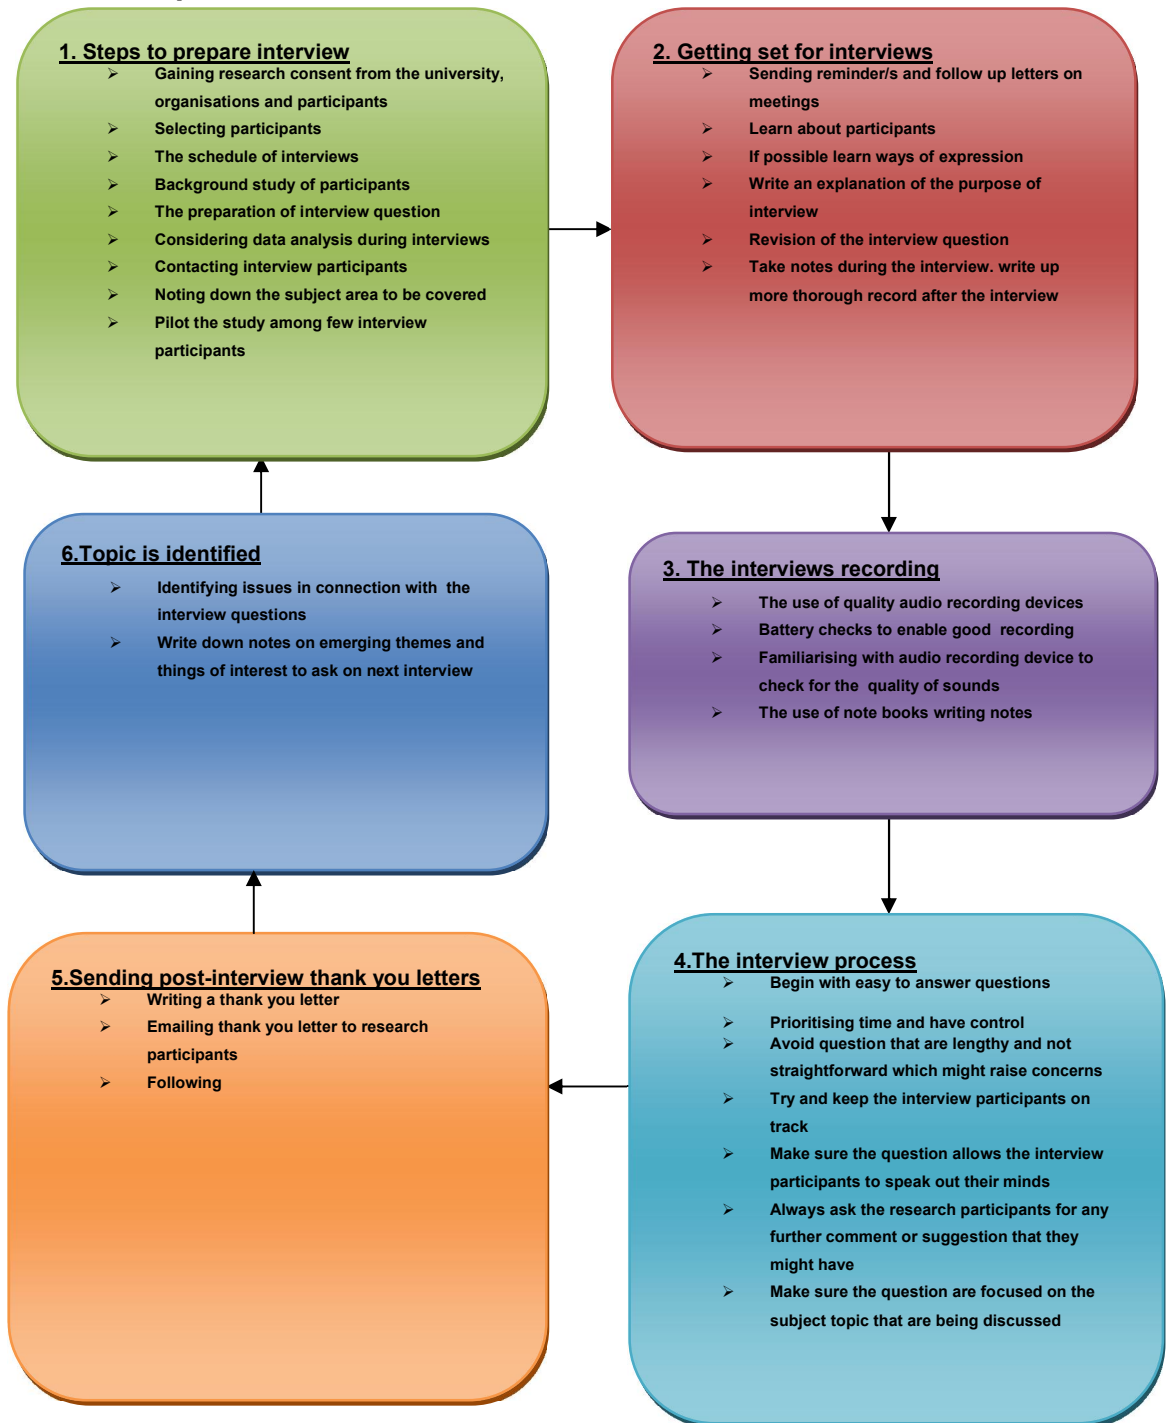 1. Steps to prepare interview
➢ Gaining research consent from the university,
organisations and participants
➢ Selecting participants
➢ The schedule of interviews
➢ Background study of participants
➢ The preparation of interview question
➢ Considering data analysis during interviews
➢ Contacting interview participants
➢ Noting down the subject area to be covered
➢ Pilot the study among few interview
participants
2. Getting set for interviews
➢ Sending reminder/s and follow up letters on
meetings
➢ Learn about participants
➢ If possible learn ways of expression
➢ Write an explanation of the purpose of
interview
➢ Revision of the interview question
➢ Take notes during the interview. write up
more thorough record after the interview
3. The interviews recording
➢ The use of quality audio recording devices
➢ Battery checks to enable good recording
➢ Familiarising with audio recording device to
check for the quality of sounds
➢ The use of note books writing notes
4.The interview process
➢ Begin with easy to answer questions
➢ Prioritising time and have control
➢ Avoid question that are lengthy and not
straightforward which might raise concerns
➢ Try and keep the interview participants on
track
➢ Make sure the question allows the interview
participants to speak out their minds
➢ Always ask the research participants for any
further comment or suggestion that they
might have
➢ Make sure the question are focused on the
subject topic that are being discussed
5.Sending post-interview thank you letters
➢ Writing a thank you letter
➢ Emailing thank you letter to research
participants
➢ Following
6.Topic is identified
➢ Identifying issues in connection with the
interview questions
➢ Write down notes on emerging themes and
things of interest to ask on next interview